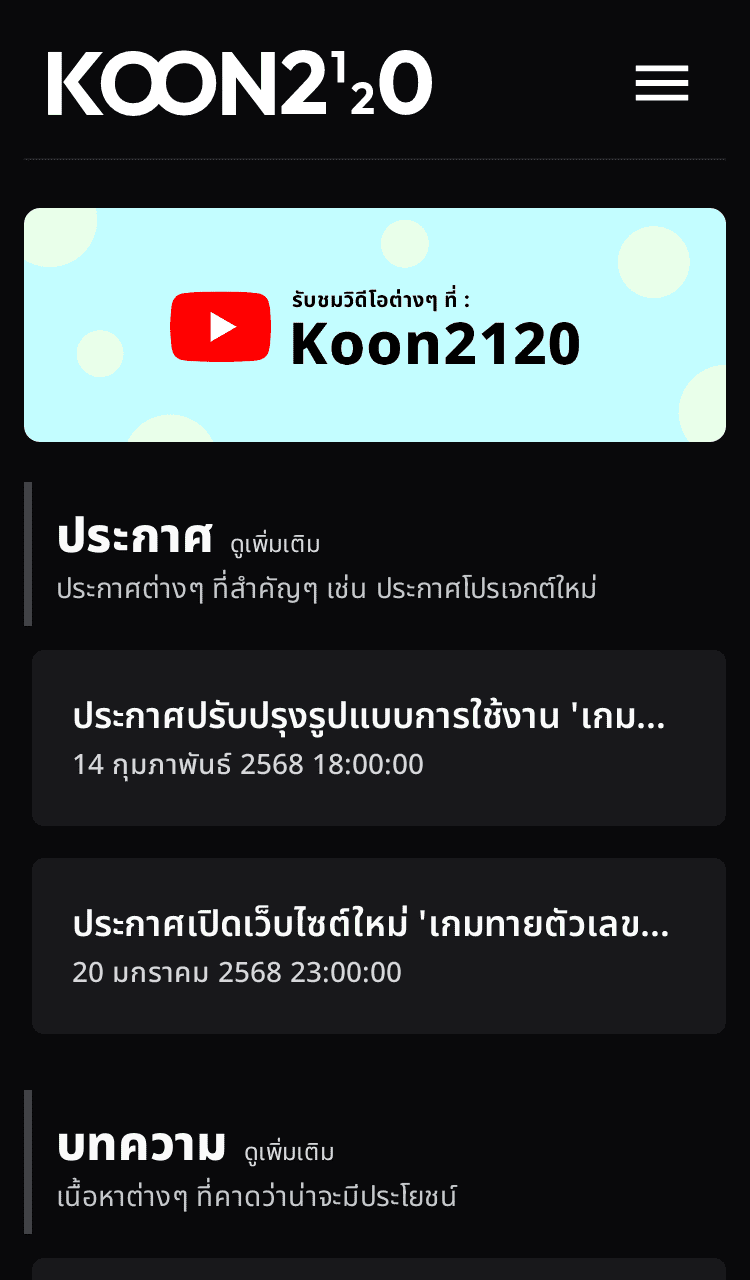 KOON2120
รับชมวิดีโอต่างๆ ที่ :
Koon2120
ประกาศ ดูเพิ่มเติม
ประกาศต่างๆ ที่สำคัญๆ เช่น ประกาศโปรเจกต์ใหม่
ประกาศปรับปรุงรูปแบบการใช้งาน 'เกม...
14 กุมภาพันธ์ 2568 18:00:00
ประกาศเปิดเว็บไซต์ใหม่ 'เกมทายตัวเลข...
20 มกราคม 2568 23:00:00
บทความ ดูเพิ่มเติม
เนื้อหาต่างๆ ที่คาดว่าน่าจะมีประโยชน์